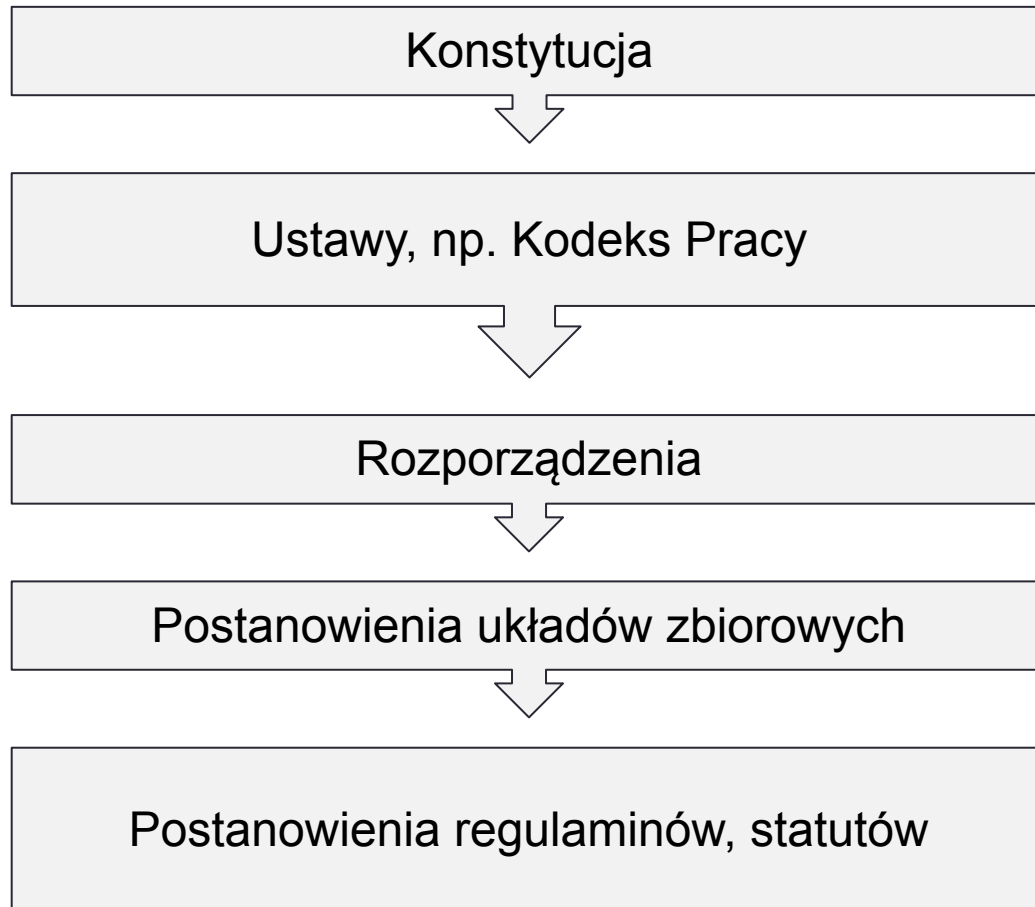 Konstytucja
Ustawy, np. Kodeks Pracy
Rozporządzenia
Postanowienia układów zbiorowych
Postanowienia regulaminów, statutów